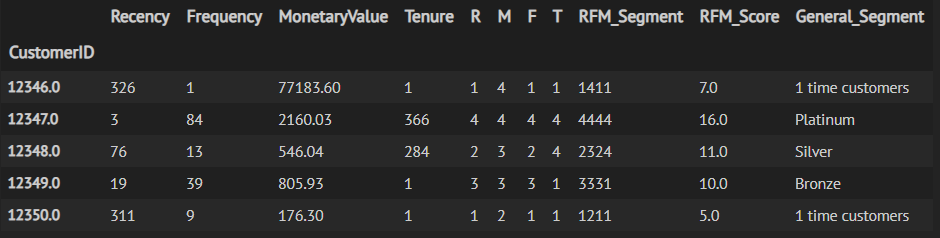 Recency Frequency MonetaryValue Tenure R M F T RFM_Segment RFM_Score General_Segment
CustomerID
12346.0 326 1 77183.60 1 1 4 1 1 1411 7.0 1 time customers
12347.0 3 84 2160.03 366 4 4 4 4 4444 16.0 Platinum
12348.0 76 13 546.04 284 2 3 2 4 2324 11.0 Silver
12349.0 19 39 805.93 1 3 3 3 1 3331 10.0 Bronze
12350.0 311 9 176.30 1 1 2 1 1 1211 5.0 1 time customers